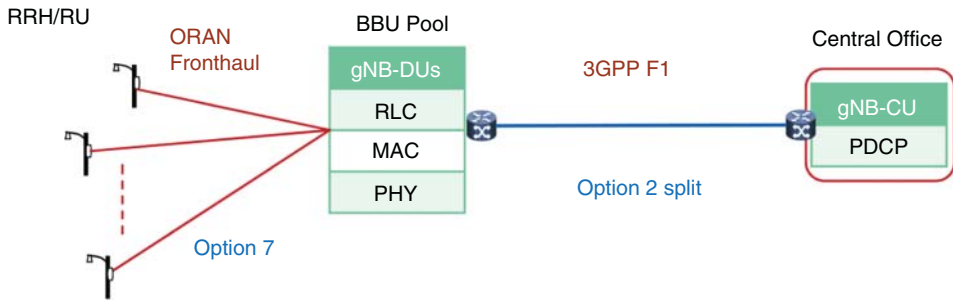 RRH/RU
ORAN
Fronthaul
Option 7
BBU Pool
gNB-DUs
RLC
MAC
PHY
3GPP F1
Option 2 split
Central Office
gNB-CU
PDCP